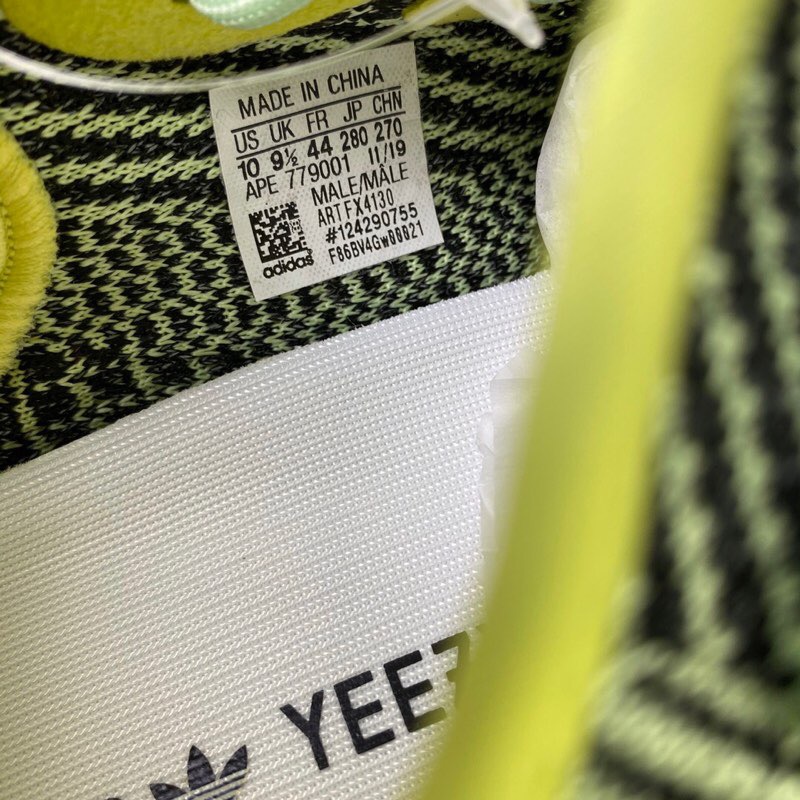 MADE IN CHINA
US UK FR JP CHN
10 9½ 44 280 270
APE 779001 11/19
MALE/MÂLE
ART FX4130
#124290755
F86BV4GW00021
adidas
YEEZ